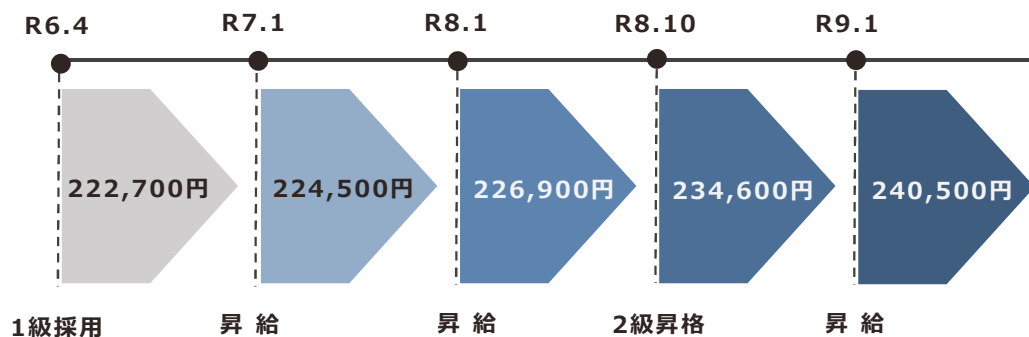 R6.4 R7.1 R8.1 R8.10 R9.1
222,700円 224,500円 226,900円 234,600円 240,500円
1級採用 昇 給 昇 給 2級昇格 昇 給